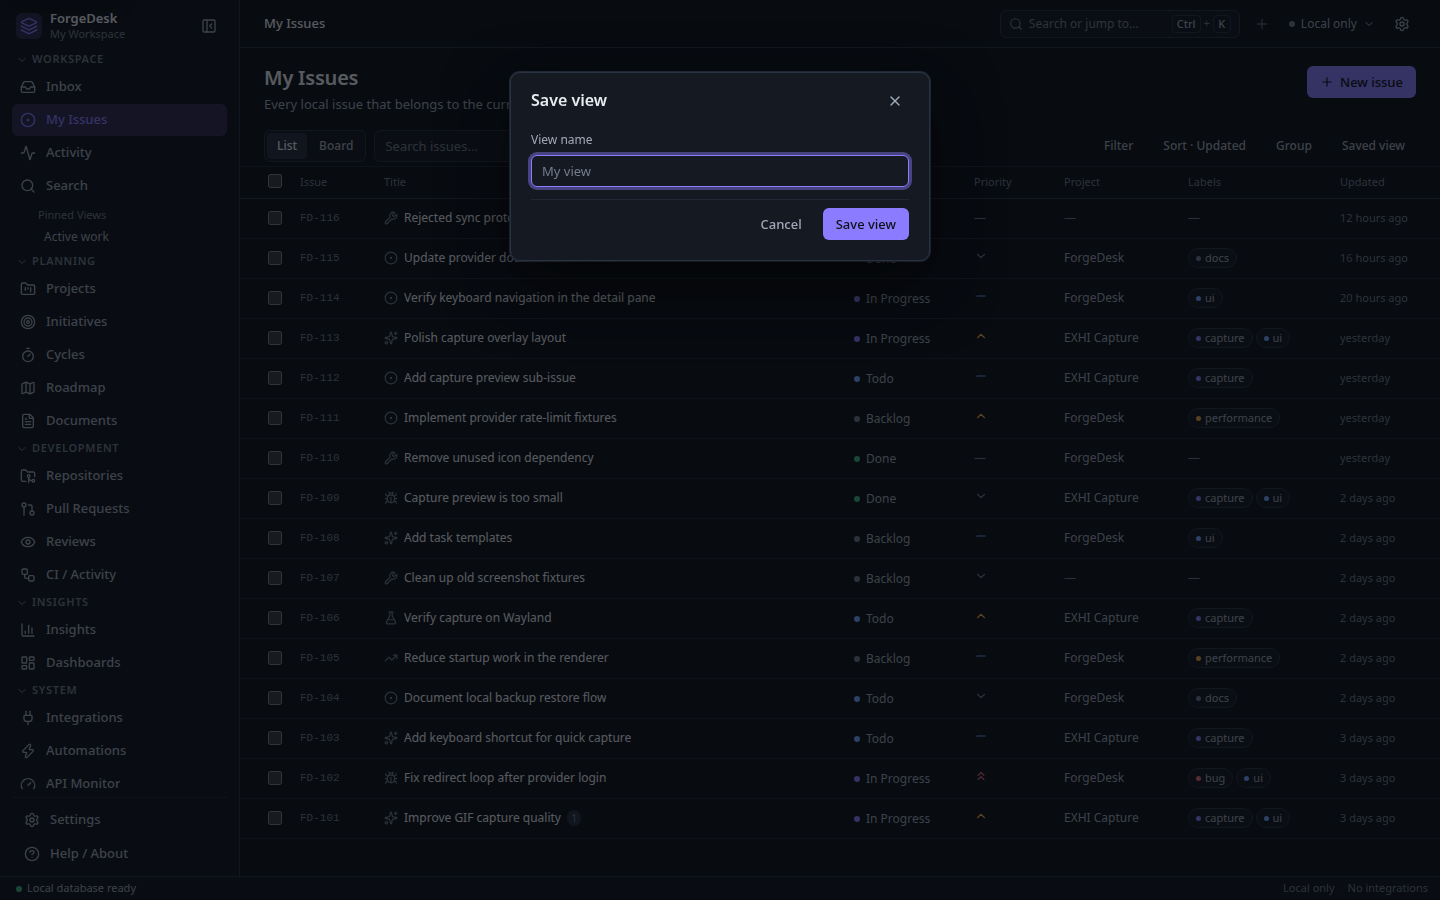 ForgeDesk
My Workspace
WORKSPACE
Inbox
My Issues
Activity
Search
Pinned Views
Active work
PLANNING
Projects
Initiatives
Cycles
Roadmap
Documents
DEVELOPMENT
Repositories
Pull Requests
Reviews
CI / Activity
INSIGHTS
Insights
Dashboards
SYSTEM
Integrations
Automations
API Monitor
Settings
Help / About
My Issues
Search or jump to... Ctrl + K
Local only
My Issues
Every local issue that belongs to the
New issue
List Board Search issues...
Filter Sort · Updated Group Saved view
Save view
View name
My view
Cancel Save view
Issue Title Priority Project Labels Updated
FD-116 Rejected sync — — — 12 hours ago
FD-115 Update provider ForgeDesk docs 16 hours ago
FD-114 Verify keyboard navigation in the detail pane In Progress — ForgeDesk ui 20 hours ago
FD-113 Polish capture overlay layout In Progress EXHI Capture capture ui yesterday
FD-112 Add capture preview sub-issue Todo — EXHI Capture capture yesterday
FD-111 Implement provider rate-limit fixtures Backlog ForgeDesk performance yesterday
FD-110 Remove unused icon dependency Done — ForgeDesk — yesterday
FD-109 Capture preview is too small Done EXHI Capture capture ui 2 days ago
FD-108 Add task templates Backlog — ForgeDesk ui 2 days ago
FD-107 Clean up old screenshot fixtures Backlog — — 2 days ago
FD-106 Verify capture on Wayland Todo EXHI Capture capture 2 days ago
FD-105 Reduce startup work in the renderer Backlog — ForgeDesk performance 2 days ago
FD-104 Document local backup restore flow Todo ForgeDesk docs 2 days ago
FD-103 Add keyboard shortcut for quick capture Todo — EXHI Capture capture 3 days ago
FD-102 Fix redirect loop after provider login In Progress ForgeDesk bug ui 3 days ago
FD-101 Improve GIF capture quality 1 In Progress EXHI Capture capture ui 3 days ago
Local database ready
Local only No integrations